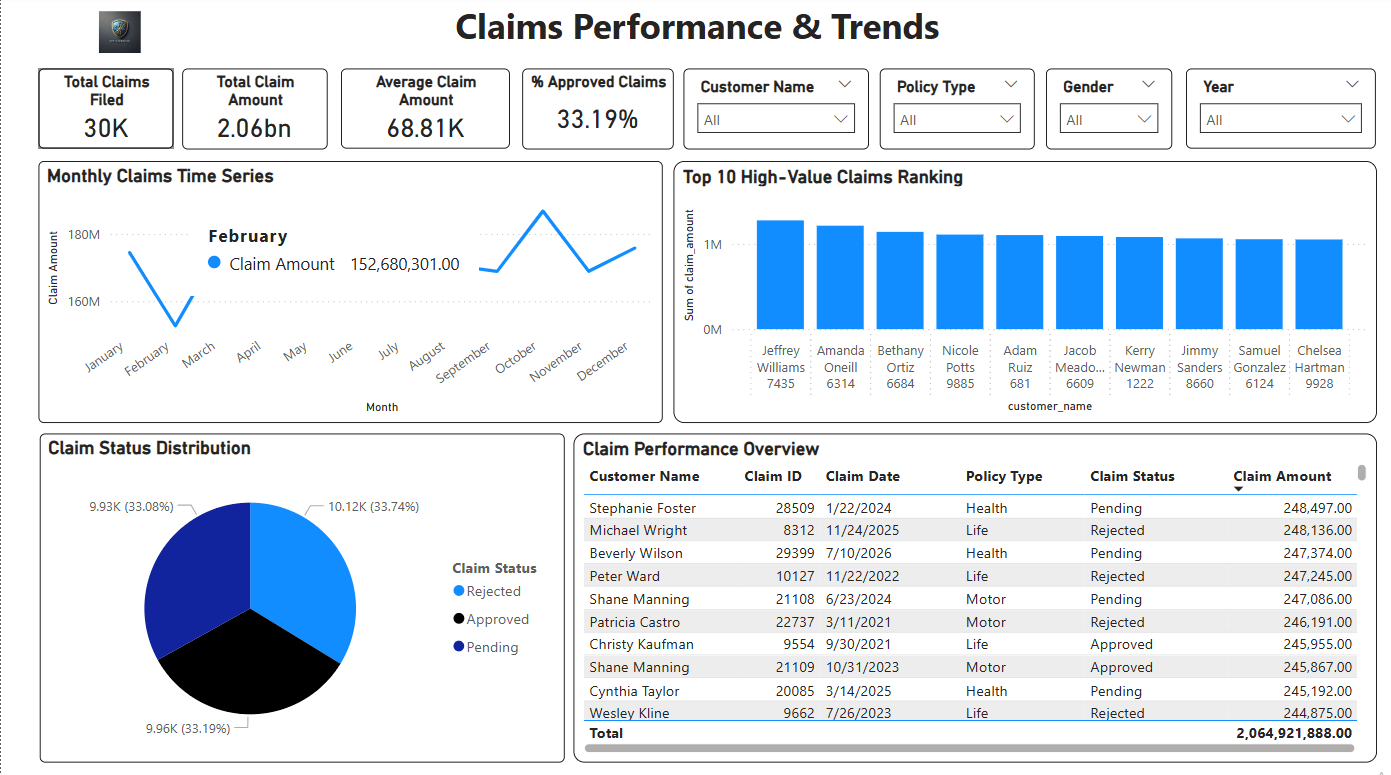 Claims Performance & Trends
Total Claims
Filed
30K
Total Claim
Amount
2.06bn
Average Claim
Amount
68.81K
% Approved Claims
33.19%
Customer Name
All
Policy Type
All
Gender
All
Year
All
Monthly Claims Time Series
Claim Amount
180M
160M
February
Claim Amount 152,680,301.00
January
February
March
April
May
June
July
August
September
October
November
December
Month
Top 10 High-Value Claims Ranking
Sum of claim_amount
1M
0M
Jeffrey
Williams
7435
Amanda
Oneill
6314
Bethany
Ortiz
6684
Nicole
Potts
9885
Adam
Ruiz
681
Jacob
Meado...
6609
Kerry
Newman
1222
Jimmy
Sanders
8660
Samuel
Gonzalez
6124
Chelsea
Hartman
9928
customer_name
Claim Status Distribution
9.93K (33.08%)
10.12K (33.74%)
9.96K (33.19%)
Claim Status
Rejected
Approved
Pending
Claim Performance Overview
Customer Name Claim ID Claim Date Policy Type Claim Status Claim Amount
Stephanie Foster 28509 1/22/2024 Health Pending 248,497.00
Michael Wright 8312 11/24/2025 Life Rejected 248,136.00
Beverly Wilson 29399 7/10/2026 Health Pending 247,374.00
Peter Ward 10127 11/22/2022 Life Rejected 247,245.00
Shane Manning 21108 6/23/2024 Motor Pending 247,086.00
Patricia Castro 22737 3/11/2021 Motor Rejected 246,191.00
Christy Kaufman 9554 9/30/2021 Life Approved 245,955.00
Shane Manning 21109 10/31/2023 Motor Approved 245,867.00
Cynthia Taylor 20085 3/14/2025 Health Pending 245,192.00
Wesley Kline 9662 7/26/2023 Life Rejected 244,875.00
Total 2,064,921,888.00